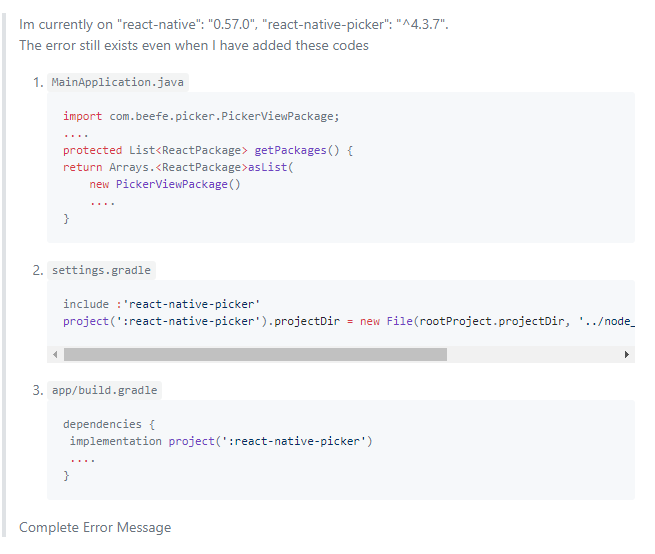 Im currently on "react-native": "0.57.0", "react-native-picker": "^4.3.7".
The error still exists even when I have added these codes
1. MainApplication.java
import com.beefe.picker.PickerViewPackage;
....
protected List<ReactPackage> getPackages() {
return Arrays.<ReactPackage>asList(
new PickerViewPackage()
....
}
2. settings.gradle
include :'react-native-picker'
project(':react-native-picker').projectDir = new File(rootProject.projectDir, '../node_
3. app/build.gradle
dependencies {
implementation project(':react-native-picker')
....
}
Complete Error Message